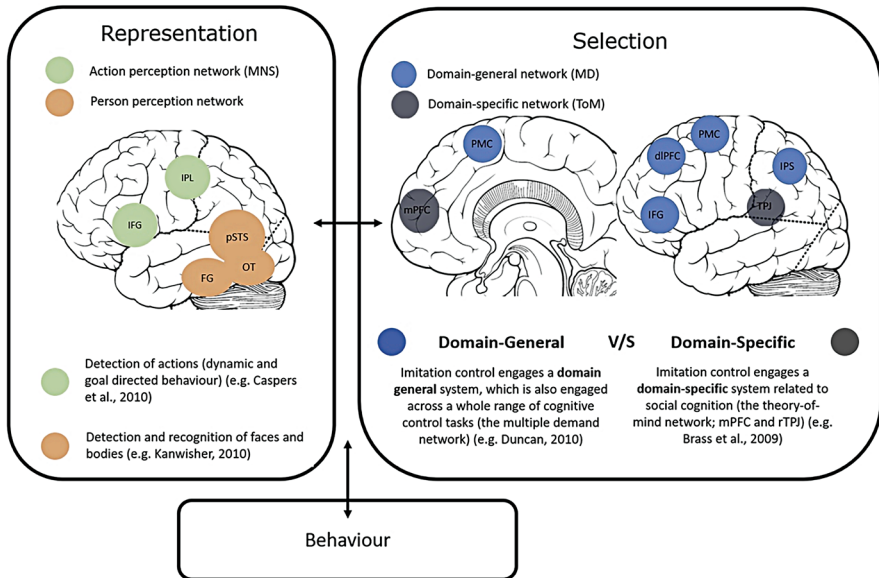 Representation
Action perception network (MNS)
Person perception network
IPL
IFG
pSTS
FG
OT
Detection of actions (dynamic and
goal directed behaviour) (e.g. Caspers
et al., 2010)
Detection and recognition of faces and
bodies (e.g. Kanwisher, 2010)
Selection
Domain-general network (MD)
Domain-specific network (ToM)
PMC
mPFC
PMC
dlPFC
IPS
IFG
TPJ
Domain-General V/S Domain-Specific
Imitation control engages a domain
general system, which is also engaged
across a whole range of cognitive
control tasks (the multiple demand
network) (e.g. Duncan, 2010)
Imitation control engages a
domain-specific system related to
social cognition (the theory-of-
mind network; mPFC and rTPJ) (e.g.
Brass et al., 2009)
Behaviour